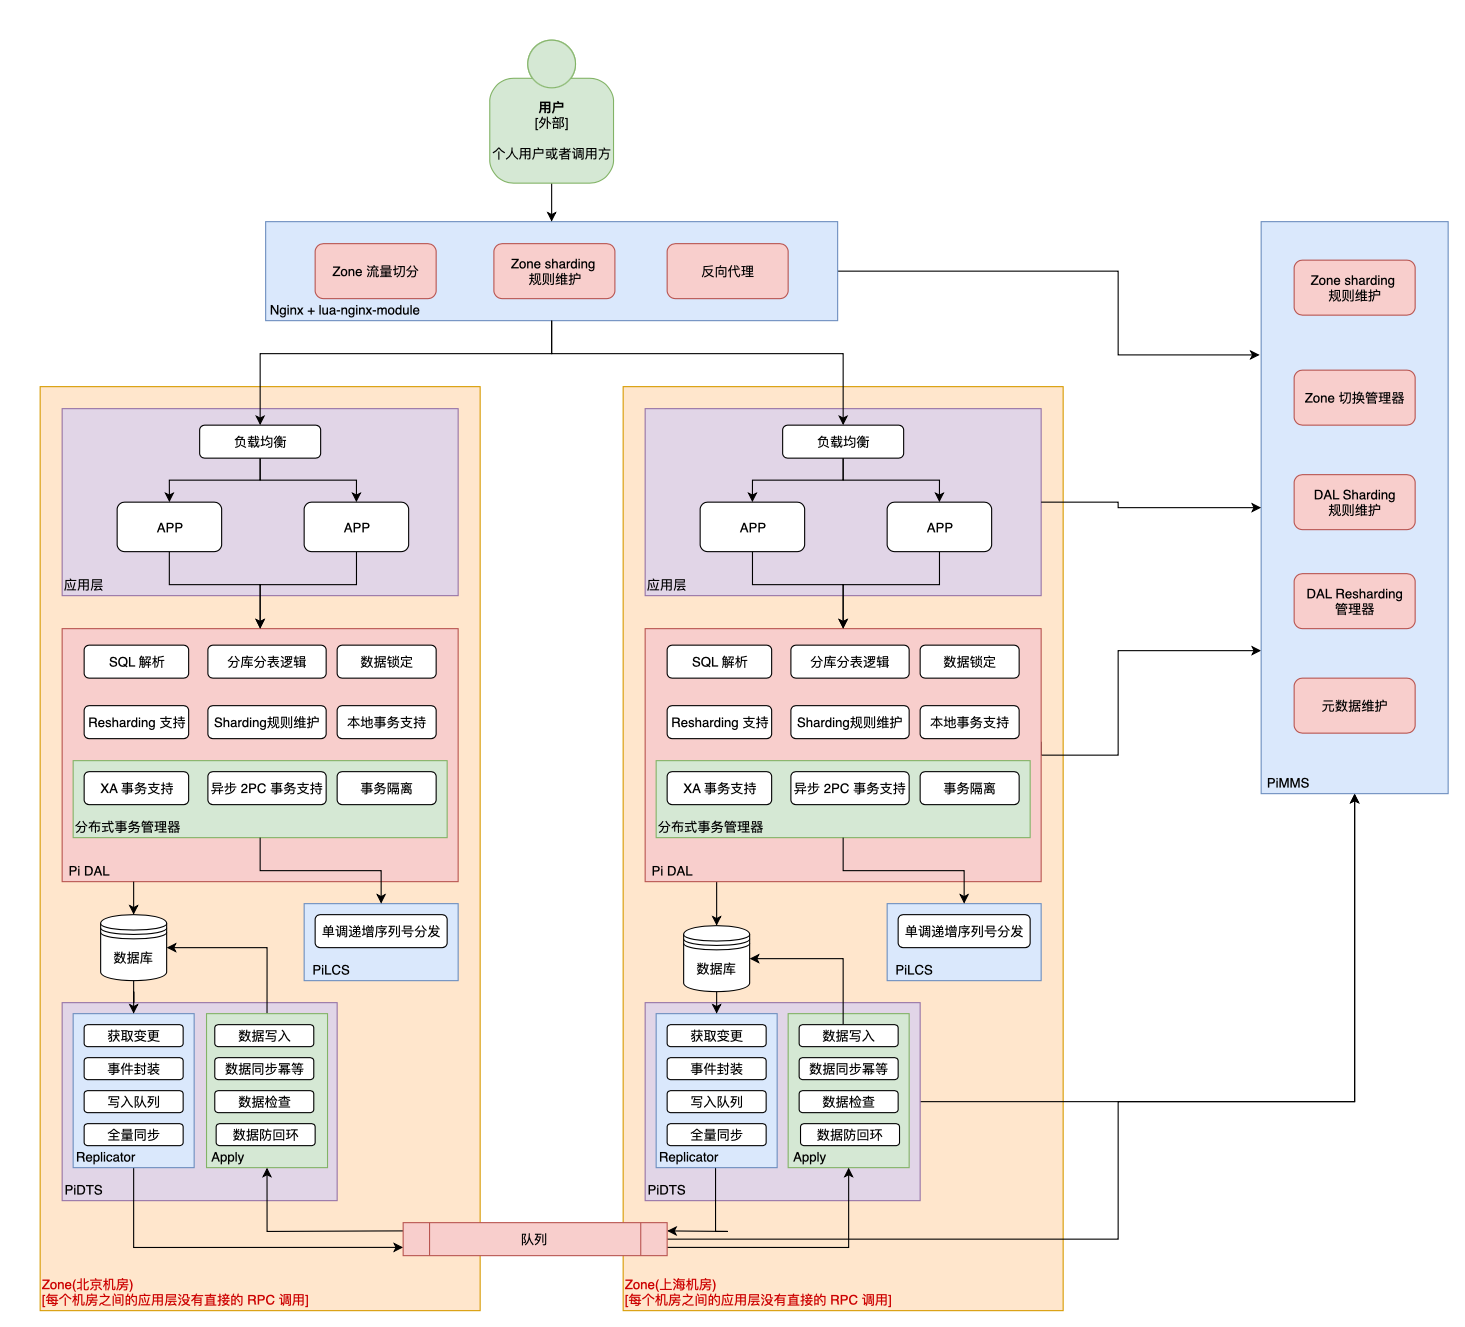 用户
[外部]
个人用户或者调用方
Zone 流量切分
Zone sharding
规则维护
反向代理
Nginx + lua-nginx-module
负载均衡
APP
APP
应用层
SQL 解析
分库分表逻辑
数据锁定
Resharding 支持
Sharding规则维护
本地事务支持
XA 事务支持
异步 2PC 事务支持
事务隔离
分布式事务管理器
Pi DAL
数据库
单调递增序列号分发
PiLCS
获取变更
事件封装
写入队列
全量同步
Replicator
数据写入
数据同步幂等
数据检查
数据防回环
Apply
PiDTS
Zone(北京机房)
[每个机房之间的应用层没有直接的 RPC 调用]
队列
负载均衡
APP
APP
应用层
SQL 解析
分库分表逻辑
数据锁定
Resharding 支持
Sharding规则维护
本地事务支持
XA 事务支持
异步 2PC 事务支持
事务隔离
分布式事务管理器
Pi DAL
数据库
单调递增序列号分发
PiLCS
获取变更
事件封装
写入队列
全量同步
Replicator
数据写入
数据同步幂等
数据检查
数据防回环
Apply
PiDTS
Zone(上海机房)
[每个机房之间的应用层没有直接的 RPC 调用]
Zone sharding
规则维护
Zone 切换管理器
DAL Sharding
规则维护
DAL Resharding
管理器
元数据维护
PiMMS